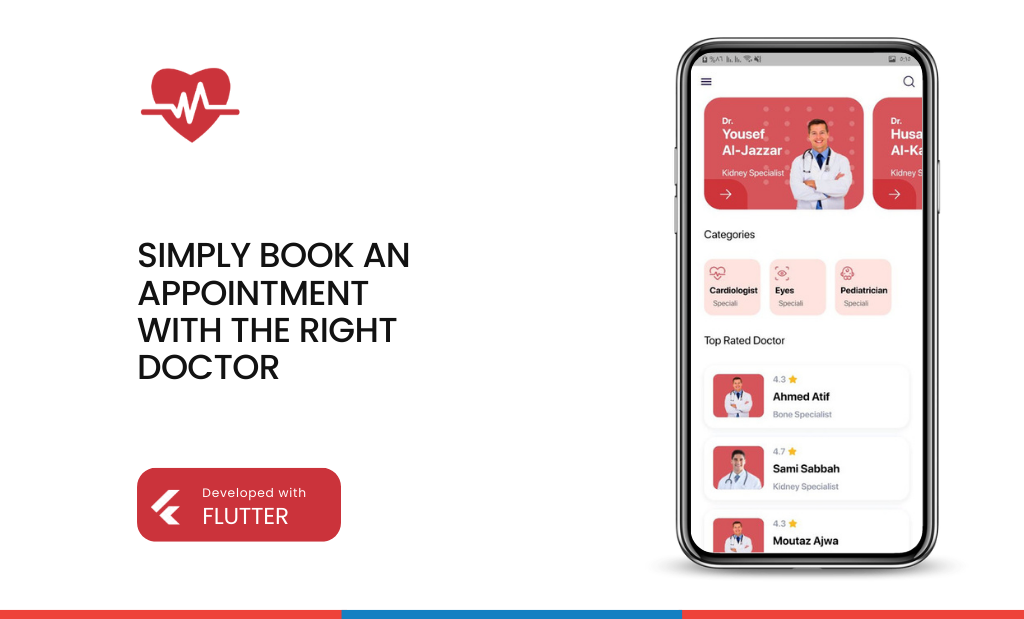 SIMPLY BOOK AN
APPOINTMENT
WITH THE RIGHT
DOCTOR
Developed with
FLUTTER
Dr.
Yousef
Al-Jazzar
Kidney Specialist
Dr.
Husa
Al-Ka
Kidney S
Categories
Cardiologist
Speciali
Eyes
Speciali
Pediatrician
Speciali
Top Rated Doctor
4.3
Ahmed Atif
Bone Specialist
4.7
Sami Sabbah
Kidney Specialist
4.3
Moutaz Ajwa